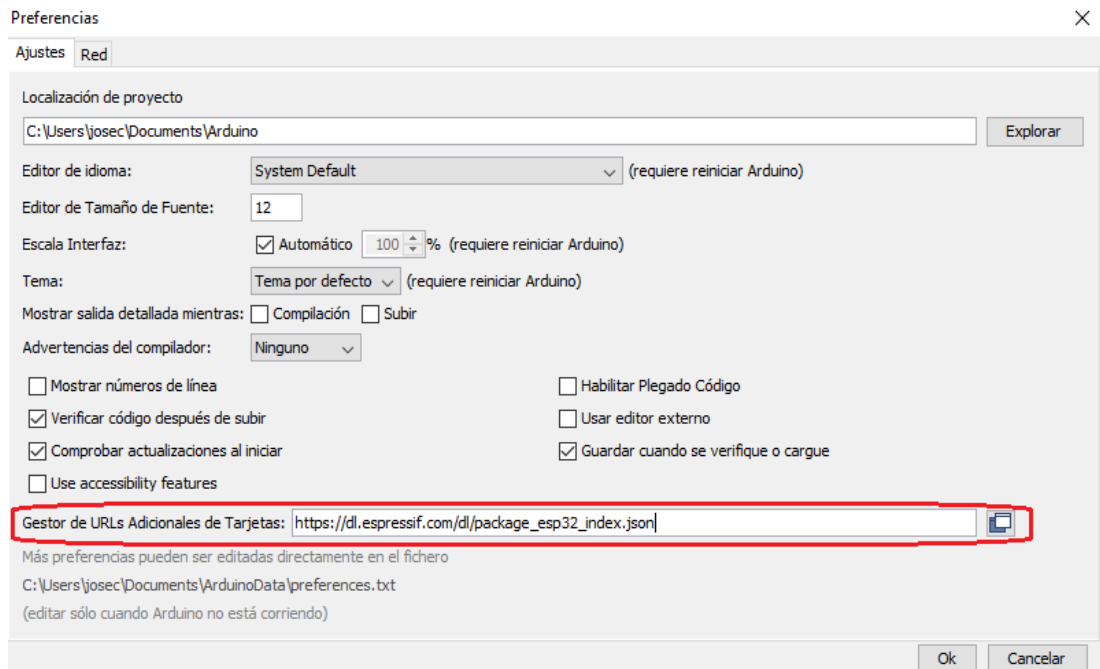 Preferencias
Ajustes Red
Localización de proyecto
C:\Users\josec\Documents\Arduino Explorar
Editor de idioma: System Default (requiere reiniciar Arduino)
Editor de Tamaño de Fuente: 12
Escala Interfaz: Automático 100 % (requiere reiniciar Arduino)
Tema: Tema por defecto (requiere reiniciar Arduino)
Mostrar salida detallada mientras: Compilación Subir
Advertencias del compilador: Ninguno
Mostrar números de línea Habilitar Plegado Código
Verificar código después de subir Usar editor externo
Comprobar actualizaciones al iniciar Guardar cuando se verifique o cargue
Use accessibility features
Gestor de URLs Adicionales de Tarjetas: https://dl.espressif.com/dl/package_esp32_index.json
Más preferencias pueden ser editadas directamente en el fichero
C:\Users\josec\Documents\ArduinoData\preferences.txt
(editar sólo cuando Arduino no está corriendo)
Ok Cancelar